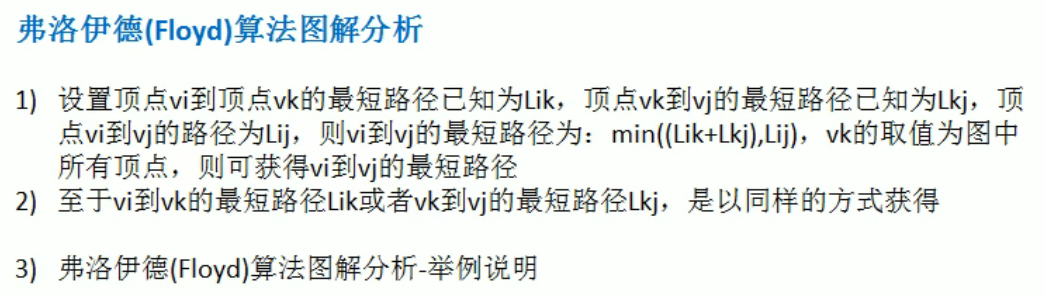 弗洛伊德(Floyd)算法图解分析
1) 设置顶点vi到顶点vk的最短路径已知为Lik，顶点vk到vj的最短路径已知为Lkj，顶
点vi到vj的路径为Lij，则vi到vj的最短路径为：min((Lik+Lkj),Lij)，vk的取值为图中
所有顶点，则可获得vi到vj的最短路径
2) 至于vi到vk的最短路径Lik或者vk到vj的最短路径Lkj，是以同样的方式获得
3) 弗洛伊德(Floyd)算法图解分析-举例说明